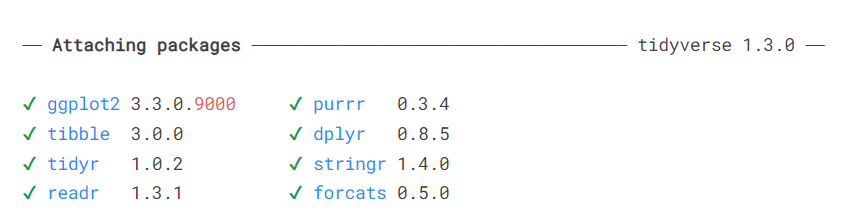 ── Attaching packages ─────────────────────────────── tidyverse 1.3.0 ──
✓ ggplot2 3.3.0.9000 ✓ purrr 0.3.4
✓ tibble 3.0.0 ✓ dplyr 0.8.5
✓ tidyr 1.0.2 ✓ stringr 1.4.0
✓ readr 1.3.1 ✓ forcats 0.5.0